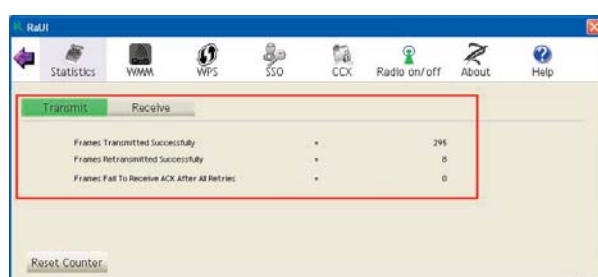 RaUI
Statistics WMM WPS SSO CCX Radio on/off About Help
Transmit Receive
Frames Transmitted Successfully = 295
Frames Retransmitted Successfully = 8
Frames Fail To Receive ACK After All Retries = 0
Reset Counter